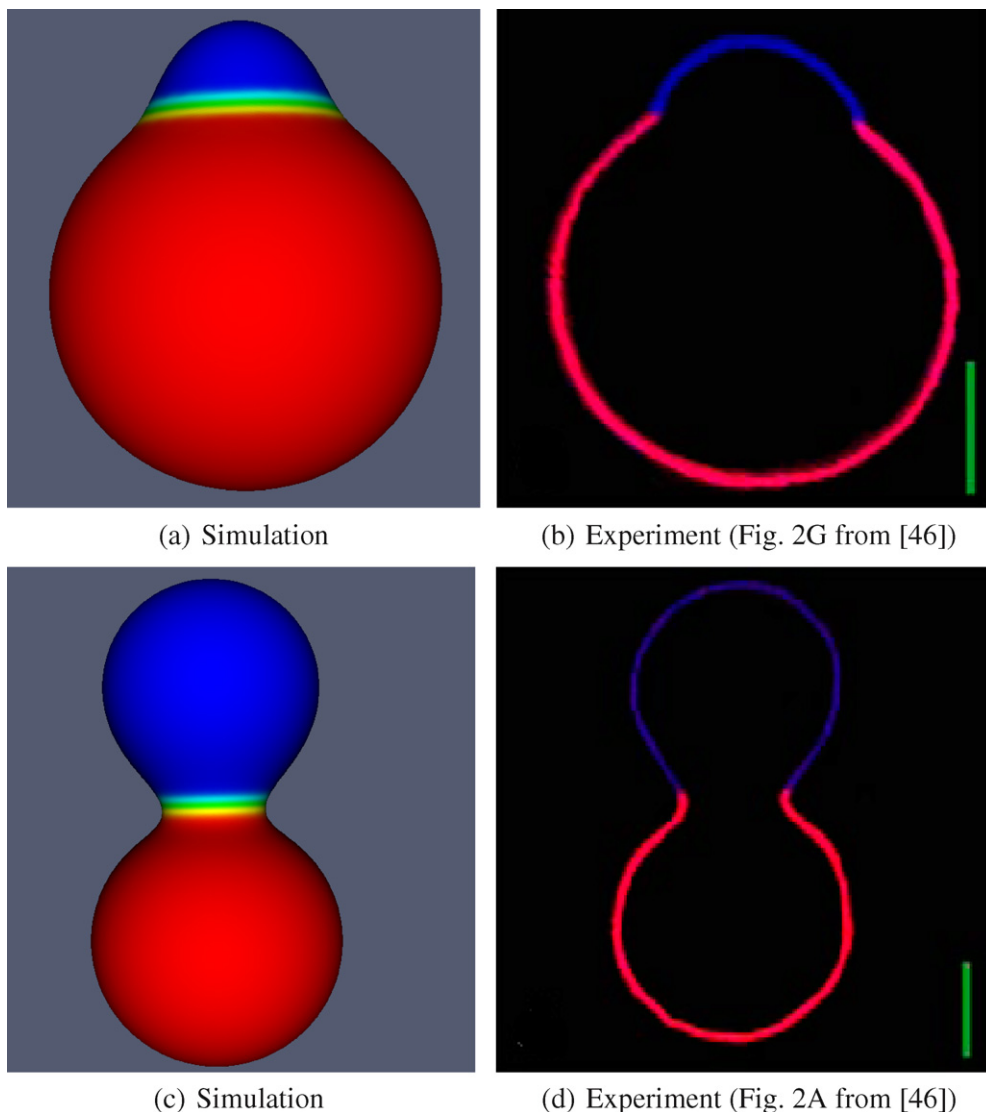 (a) Simulation
(b) Experiment (Fig. 2G from [46])
(c) Simulation
(d) Experiment (Fig. 2A from [46])